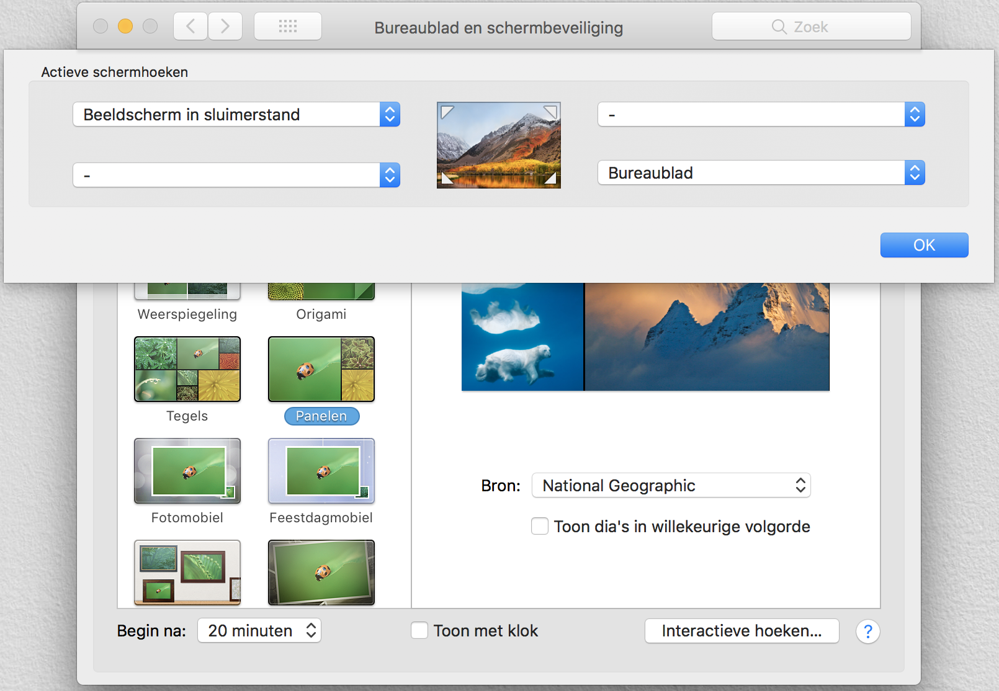 Bureaublad en schermbeveiliging
Zoek
Actieve schermhoeken
Beeldscherm in sluimerstand
-
-
Bureaublad
OK
Weerspiegeling
Origami
Tegels
Panelen
Fotomobiel
Feestdagmobiel
Bron:
National Geographic
Toon dia's in willekeurige volgorde
Begin na:
20 minuten
Toon met klok
Interactieve hoeken...
?